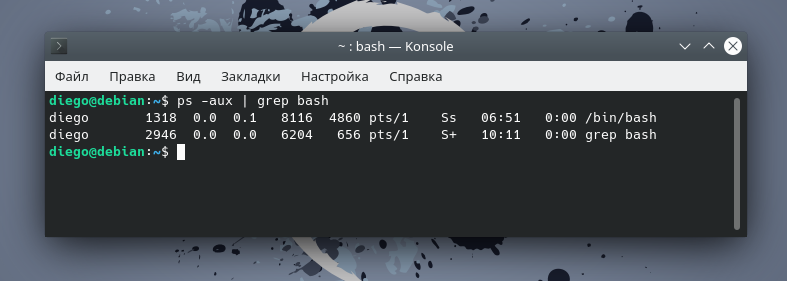 ~ : bash — Konsole
Файл Правка Вид Закладки Настройка Справка
diego@debian:~$ ps -aux | grep bash
diego 1318 0.0 0.1 8116 4860 pts/1 Ss 06:51 0:00 /bin/bash
diego 2946 0.0 0.0 6204 656 pts/1 S+ 10:11 0:00 grep bash
diego@debian:~$